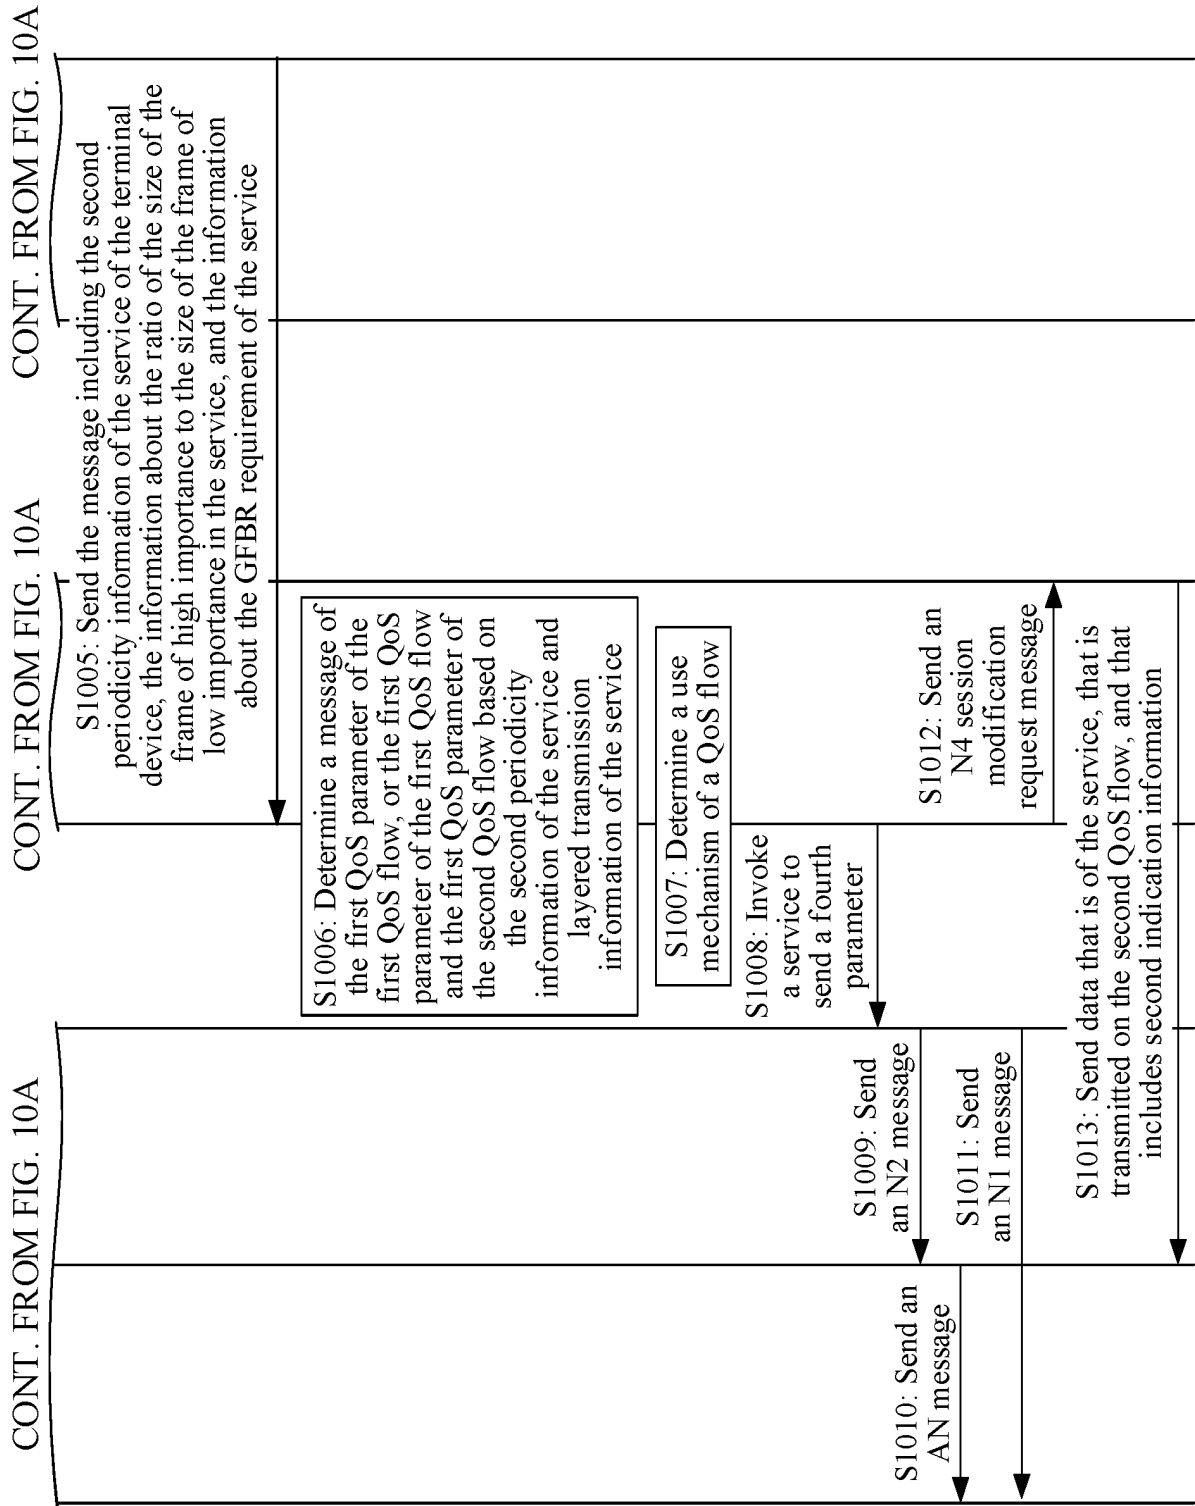 CONT. FROM FIG. 10A
CONT. FROM FIG. 10A
CONT. FROM FIG. 10A
S1005: Send the message including the second
periodicity information of the service of the terminal
device, the information about the ratio of the size of the
frame of high importance to the size of the frame of
low importance in the service, and the information
about the GFBR requirement of the service
S1006: Determine a message of
the first QoS parameter of the
first QoS flow, or the first QoS
parameter of the first QoS flow
and the first QoS parameter of
the second QoS flow based on
the second periodicity
information of the service and
layered transmission
information of the service
S1007: Determine a use
mechanism of a QoS flow
S1008: Invoke
a service to
send a fourth
parameter
S1009: Send
an N2 message
S1010: Send an
AN message
S1011: Send
an N1 message
S1012: Send an
N4 session
modification
request message
S1013: Send data that is of the service, that is
transmitted on the second QoS flow, and that
includes second indication information